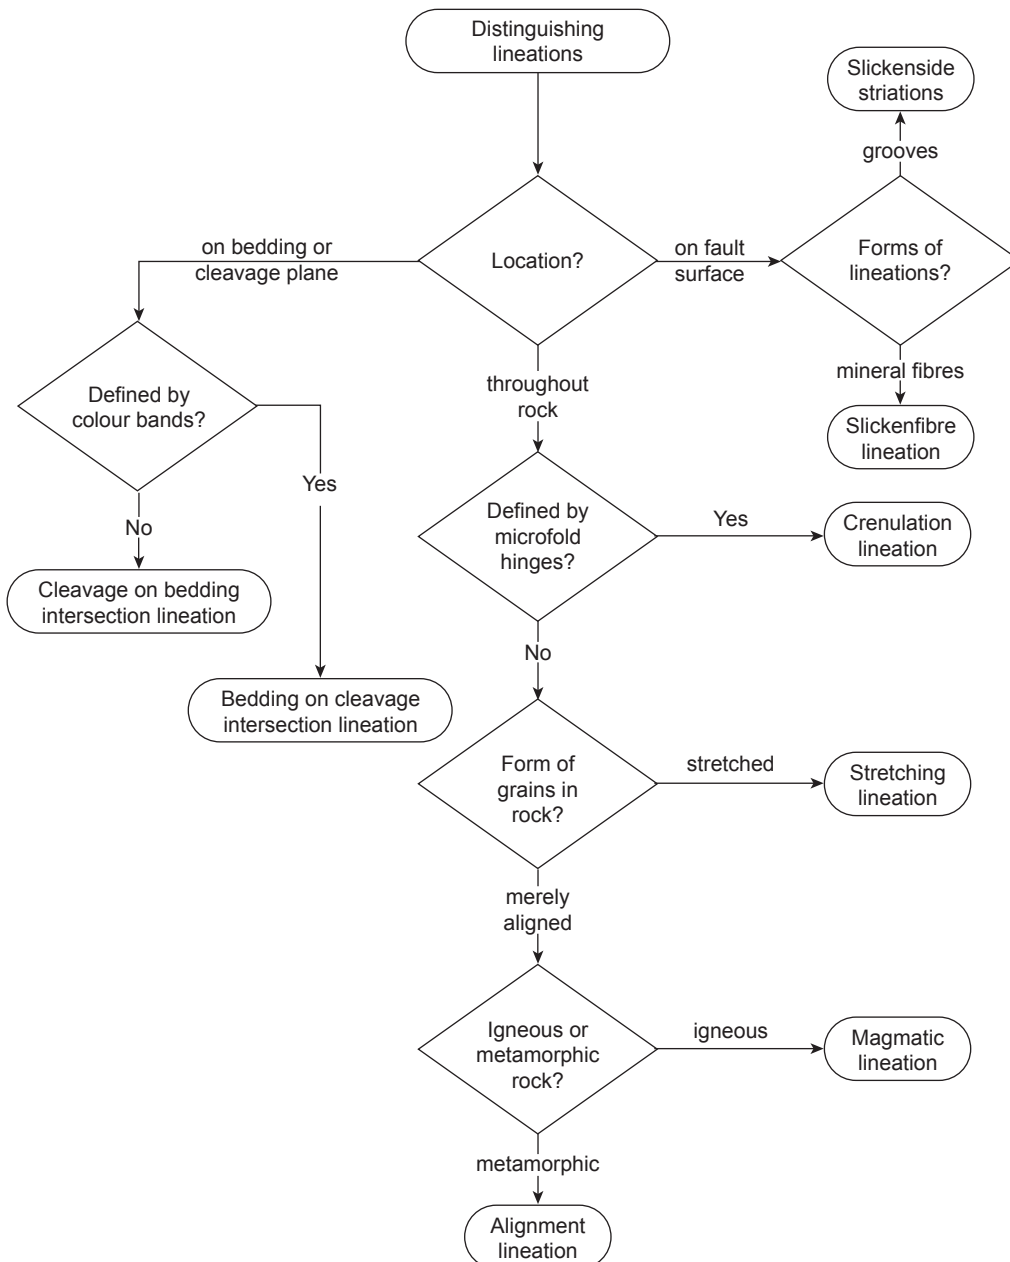 Distinguishing
lineations
Slickenside
striations
grooves
on bedding or
cleavage plane
Location?
on fault
surface
Forms of
lineations?
mineral fibres
Slickenfibre
lineation
Defined by
colour bands?
throughout
rock
Yes
No
Defined by
microfold
hinges?
Yes
Crenulation
lineation
Cleavage on bedding
intersection lineation
No
Bedding on cleavage
intersection lineation
Form of
grains in
rock?
stretched
Stretching
lineation
merely
aligned
Igneous or
metamorphic
rock?
igneous
Magmatic
lineation
metamorphic
Alignment
lineation